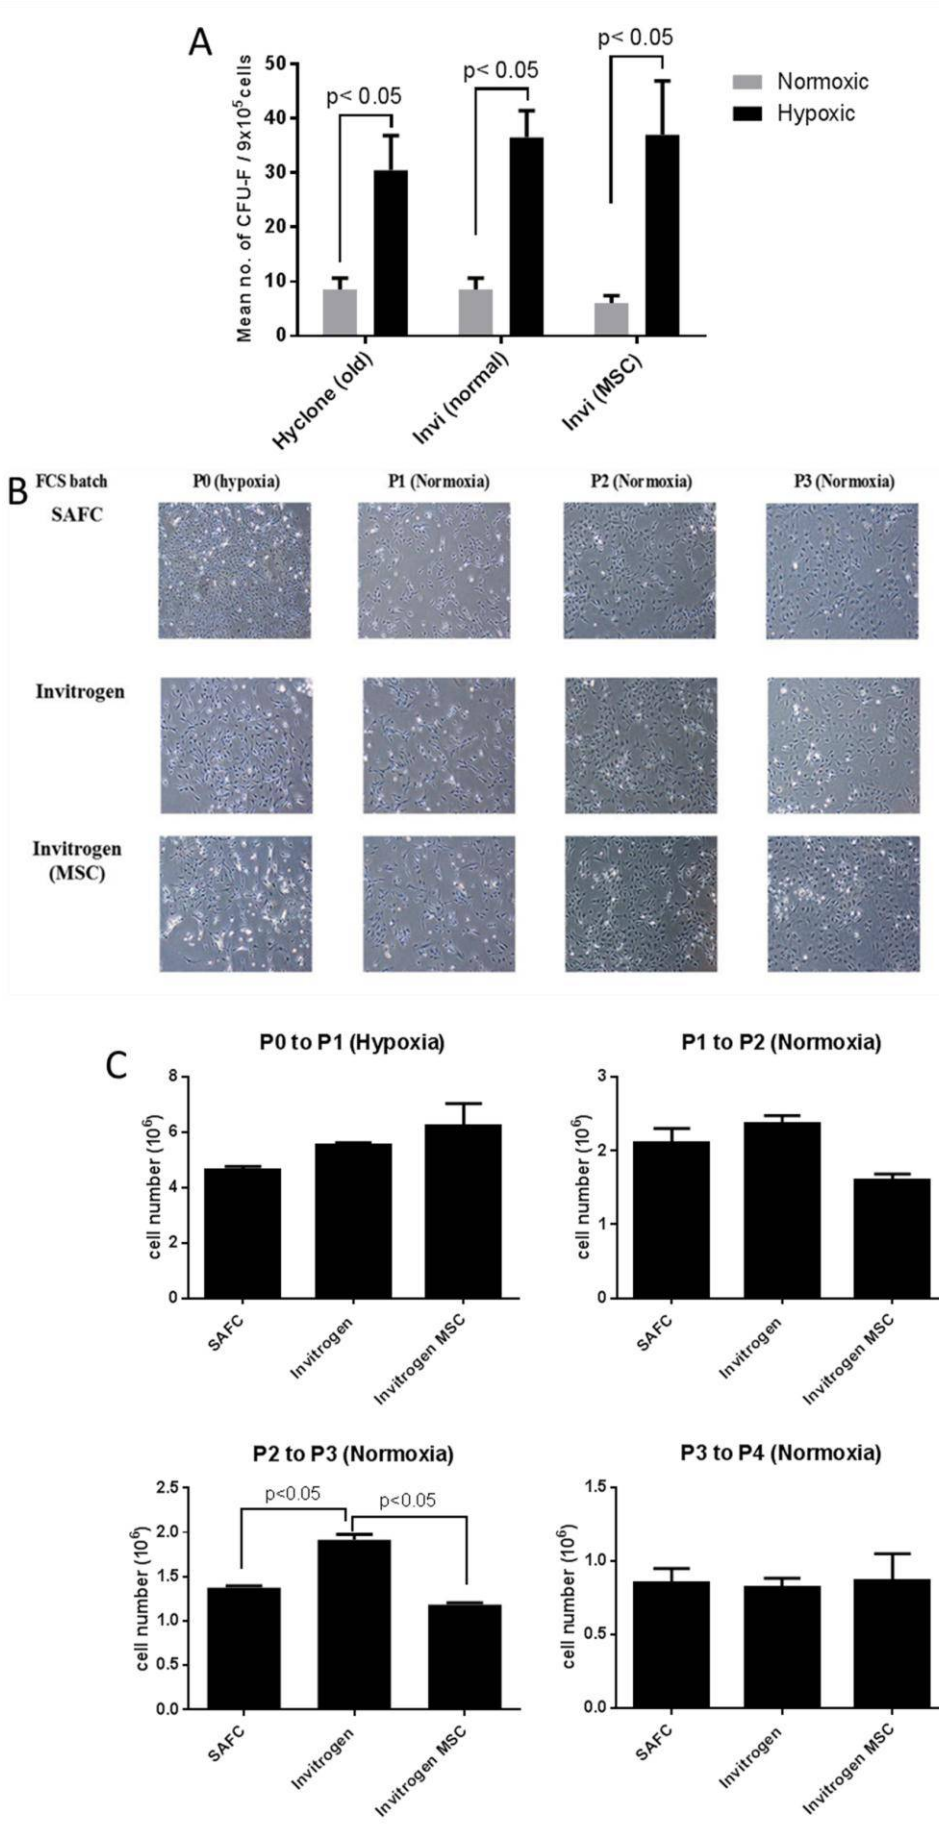 A
p< 0.05
p< 0.05
p< 0.05
Normoxic
Hypoxic
Mean no. of CFU-F / 9x10⁵ cells
50
40
30
20
10
0
Hyclone (old)
Invi (normal)
Invi (MSC)
B
FCS batch
P0 (hypoxia)
P1 (Normoxia)
P2 (Normoxia)
P3 (Normoxia)
SAFC
Invitrogen
Invitrogen
(MSC)
C
P0 to P1 (Hypoxia)
cell number (10⁶)
8
6
4
2
0
SAFC
Invitrogen
Invitrogen MSC
P1 to P2 (Normoxia)
cell number (10⁶)
3
2
1
0
SAFC
Invitrogen
Invitrogen MSC
P2 to P3 (Normoxia)
p<0.05
p<0.05
cell number (10⁶)
2.5
2.0
1.5
1.0
0.5
0.0
SAFC
Invitrogen
Invitrogen MSC
P3 to P4 (Normoxia)
cell number (10⁶)
1.5
1.0
0.5
0.0
SAFC
Invitrogen
Invitrogen MSC